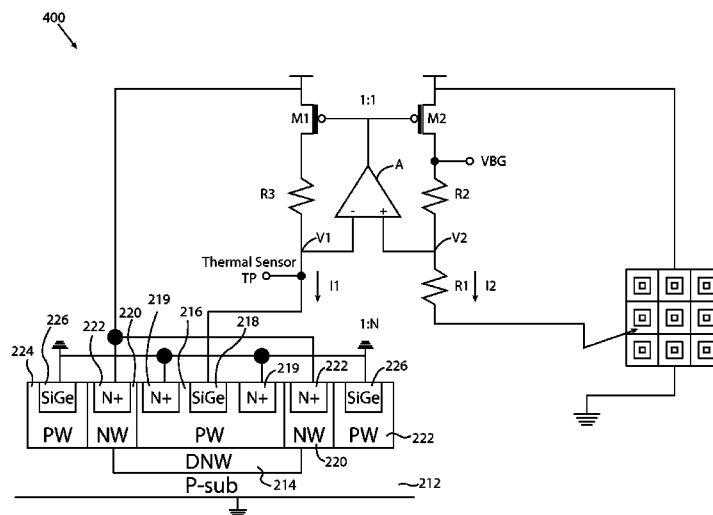 400
1:1
M1
M2
A
VBG
R3
R2
- +
V1
V2
Thermal Sensor
TP
I1
R1
I2
1:N
219
220
216
218
226
222
224
219
222
226
SiGe
N+
N+
SiGe
N+
N+
SiGe
PW
NW
PW
NW
PW
222
220
DNW
214
P-sub
212